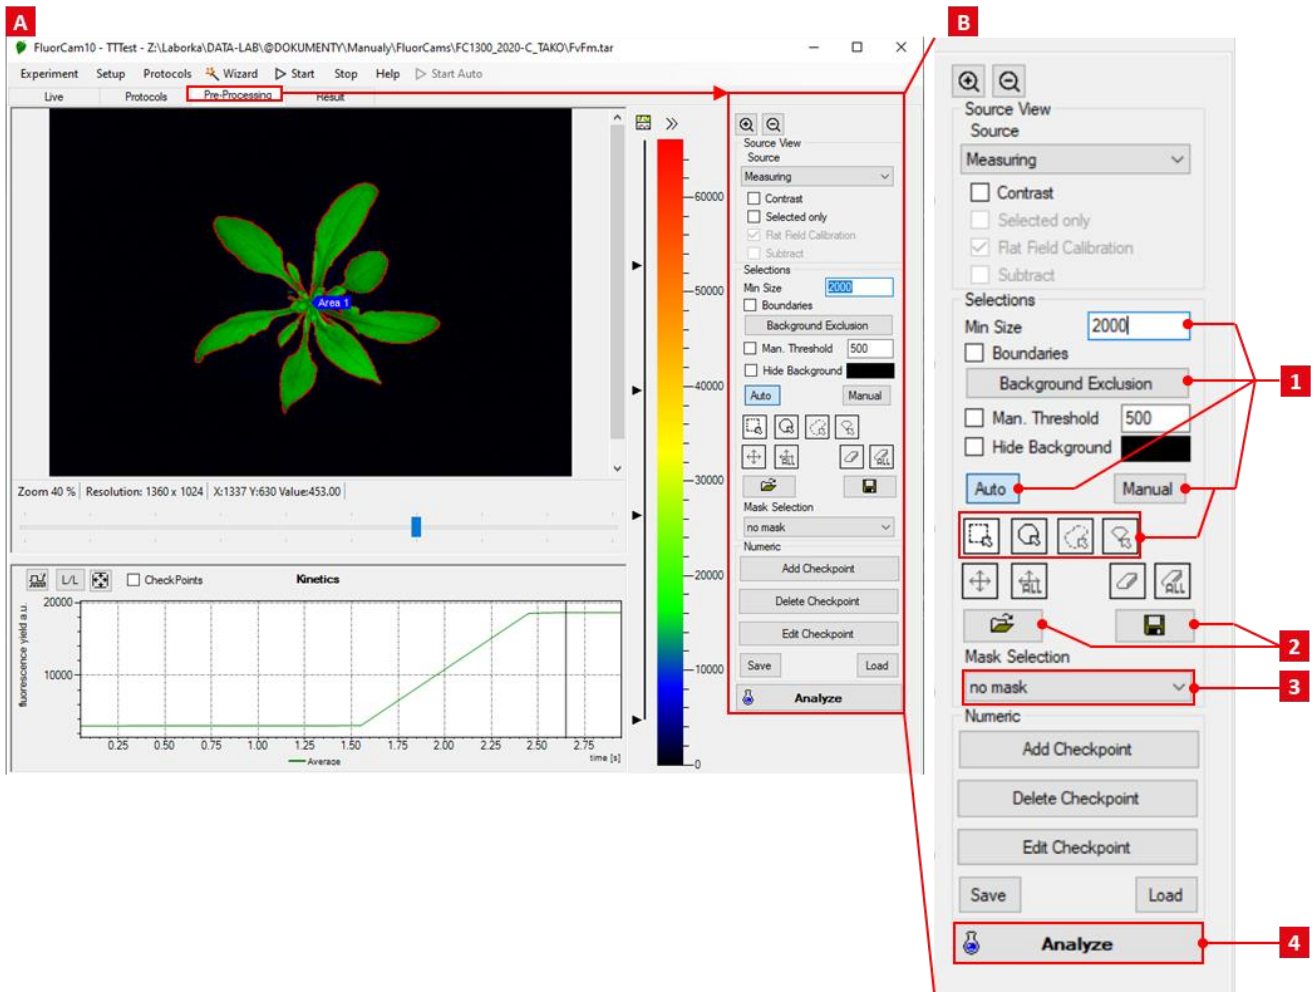 A
FluorCam10 - TTTest - Z:\Laborka\DATA-LAB\@DOKUMENTY\Manualy\FluorCams\FC1300_2020-C_TAKO\FvFm.tar
Experiment Setup Protocols Wizard Start Stop Help Start Auto
Live Protocols Pre-Processing Result
Area 1
Zoom 40 % Resolution: 1360 x 1024 X:1337 Y:630 Value:453.00
L/L CheckPoints Kinetics
fluorescence yield a.u.
20000
10000
0.25 0.50 0.75 1.00 1.25 1.50 1.75 2.00 2.25 2.50 2.75
Average
time [s]
60000
50000
40000
30000
20000
10000
0
Source View
Source
Measuring
Contrast
Selected only
Flat Field Calibration
Subtract
Selections
Min Size 2000
Boundaries
Background Exclusion
Man. Threshold 500
Hide Background
Auto Manual
ALL ALL
Mask Selection
no mask
Numeric
Add Checkpoint
Delete Checkpoint
Edit Checkpoint
Save Load
Analyze
B
Source View
Source
Measuring
Contrast
Selected only
Flat Field Calibration
Subtract
Selections
Min Size 2000
Boundaries
Background Exclusion
1
Man. Threshold 500
Hide Background
Auto Manual
ALL ALL
2
Mask Selection
no mask
3
Numeric
Add Checkpoint
Delete Checkpoint
Edit Checkpoint
Save Load
Analyze
4